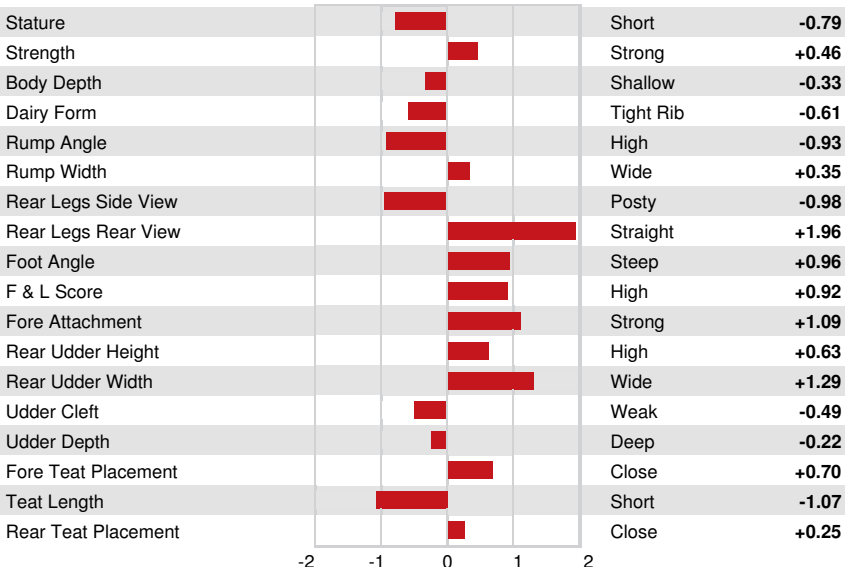 Stature Short -0.79
Strength Strong +0.46
Body Depth Shallow -0.33
Dairy Form Tight Rib -0.61
Rump Angle High -0.93
Rump Width Wide +0.35
Rear Legs Side View Posty -0.98
Rear Legs Rear View Straight +1.96
Foot Angle Steep +0.96
F & L Score High +0.92
Fore Attachment Strong +1.09
Rear Udder Height High +0.63
Rear Udder Width Wide +1.29
Udder Cleft Weak -0.49
Udder Depth Deep -0.22
Fore Teat Placement Close +0.70
Teat Length Short -1.07
Rear Teat Placement Close +0.25
-2 -1 0 1 2